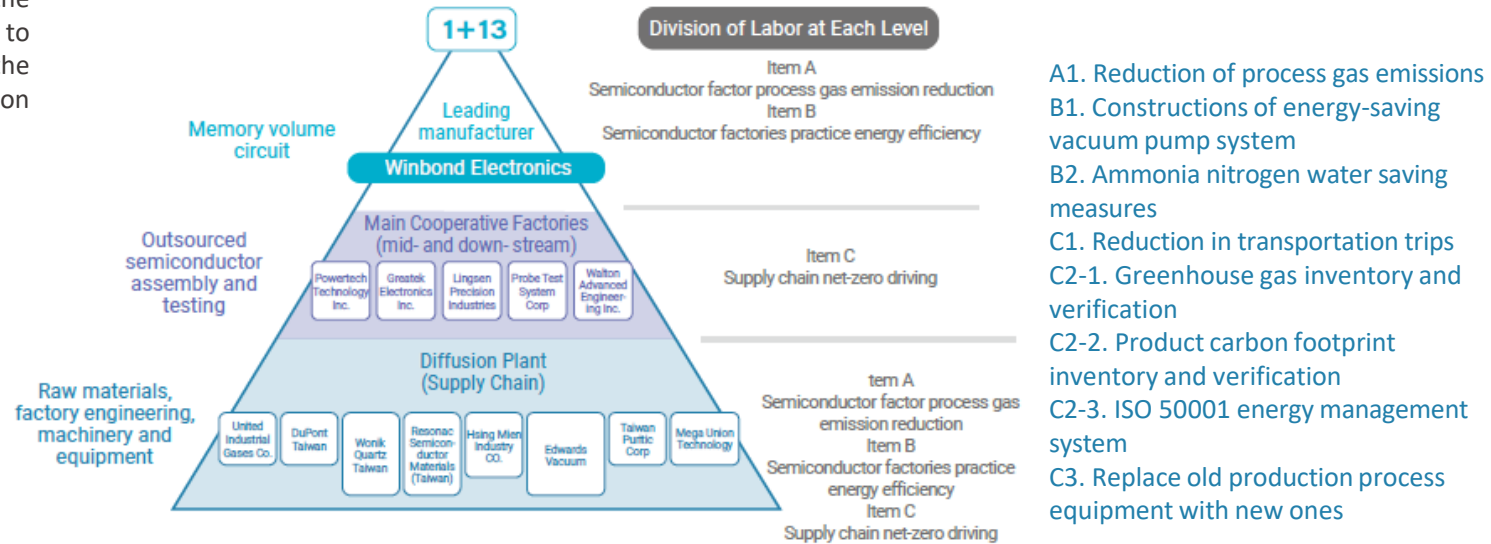 he
to
the
on
1+13
Leading
manufacturer
Memory volume
circuit
Winbond Electronics
Main Cooperative Factories
(mid- and down- stream)
Outsourced
semiconductor
assembly and
testing
Powertech
Technology
Inc.
Greatek
Electronics
Inc.
Lingsen
Precision
Industries
Probe Test
System
Corp
Walton
Advanced
Engineer-
ing Inc.
Diffusion Plant
(Supply Chain)
Raw materials,
factory engineering,
machinery and
equipment
United
Industrial
Gases Co.
DuPont
Taiwan
Wonik
Quartz
Taiwan
Resonac
Semicon-
ductor
Materials
(Taiwan)
Hsing Mien
Industry
CO.
Edwards
Vacuum
Taiwan
Puritic
Corp
Mega Union
Technology
Division of Labor at Each Level
Item A
Semiconductor factor process gas emission reduction
Item B
Semiconductor factories practice energy efficiency
Item C
Supply chain net-zero driving
tem A
Semiconductor factor process gas
emission reduction
Item B
Semiconductor factories practice
energy efficiency
Item C
Supply chain net-zero driving
A1. Reduction of process gas emissions
B1. Constructions of energy-saving
vacuum pump system
B2. Ammonia nitrogen water saving
measures
C1. Reduction in transportation trips
C2-1. Greenhouse gas inventory and
verification
C2-2. Product carbon footprint
inventory and verification
C2-3. ISO 50001 energy management
system
C3. Replace old production process
equipment with new ones